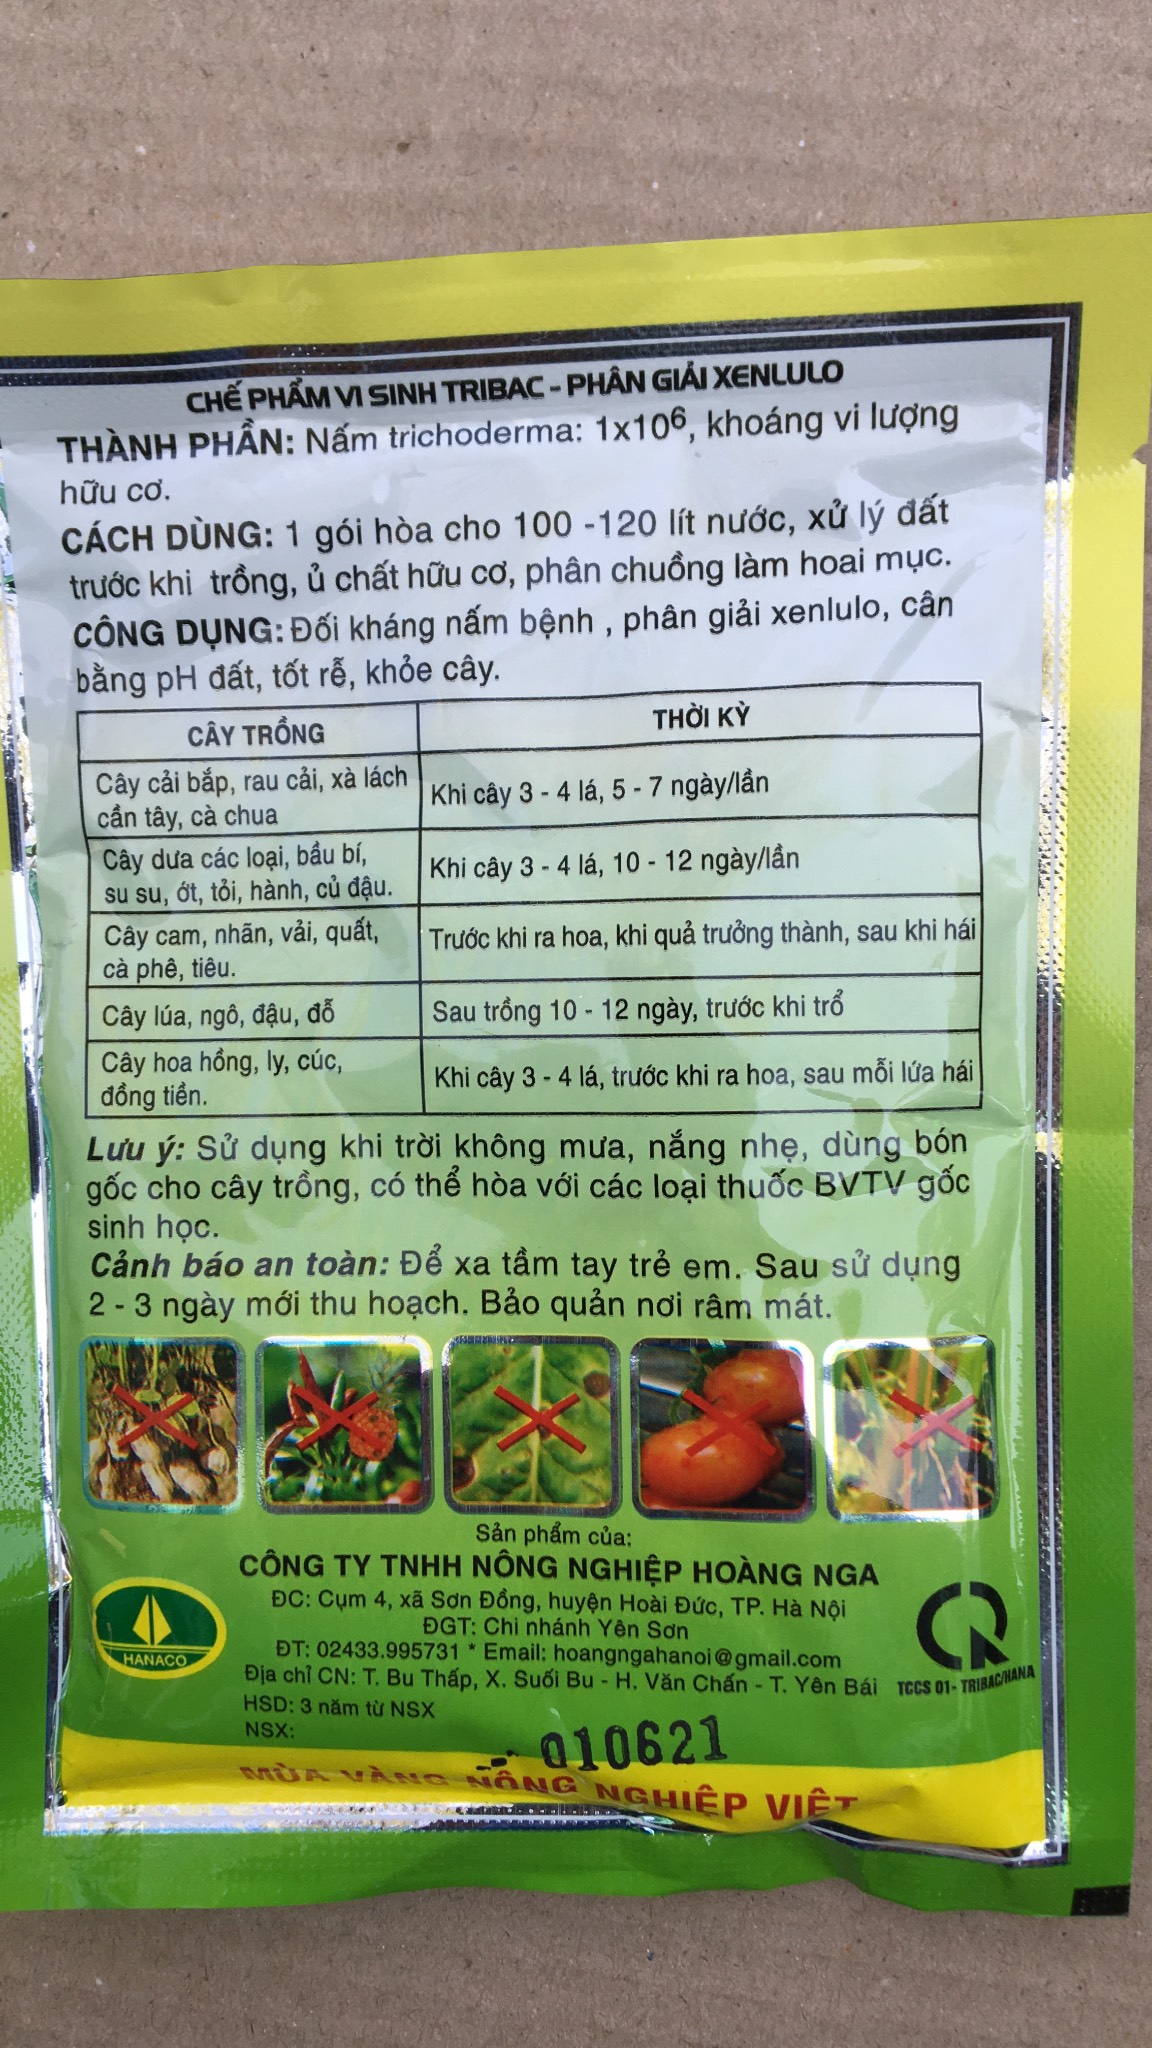 CHẾ PHẨM VI SINH TRIBAC - PHÂN GIẢI XENLULO
THÀNH PHẦN: Nấm trichoderma: 1x10⁶, khoáng vi lượng
hữu cơ.
CÁCH DÙNG: 1 gói hòa cho 100 -120 lít nước, xử lý đất
trước khi trồng, ủ chất hữu cơ, phân chuồng làm hoai mục.
CÔNG DỤNG: Đối kháng nấm bệnh , phân giải xenlulo, cân
bằng pH đất, tốt rễ, khỏe cây.
CÂY TRỒNG THỜI KỲ
Cây cải bắp, rau cải, xà lách
cần tây, cà chua
Khi cây 3 - 4 lá, 5 - 7 ngày/lần
Cây dưa các loại, bầu bí,
su su, ớt, tỏi, hành, củ đậu.
Khi cây 3 - 4 lá, 10 - 12 ngày/lần
Cây cam, nhãn, vải, quất,
cà phê, tiêu.
Trước khi ra hoa, khi quả trưởng thành, sau khi hái
Cây lúa, ngô, đậu, đỗ
Sau trồng 10 - 12 ngày, trước khi trổ
Cây hoa hồng, ly, cúc,
đồng tiền.
Khi cây 3 - 4 lá, trước khi ra hoa, sau mỗi lứa hái
Lưu ý: Sử dụng khi trời không mưa, nắng nhẹ, dùng bón
gốc cho cây trồng, có thể hòa với các loại thuốc BVTV gốc
sinh học.
Cảnh báo an toàn: Để xa tầm tay trẻ em. Sau sử dụng
2 - 3 ngày mới thu hoạch. Bảo quản nơi râm mát.
Sản phẩm của:
CÔNG TY TNHH NÔNG NGHIỆP HOÀNG NGA
ĐC: Cụm 4, xã Sơn Đồng, huyện Hoài Đức, TP. Hà Nội
ĐGT: Chi nhánh Yên Sơn
ĐT: 02433.995731 * Email: hoangngahanoi@gmail.com
Địa chỉ CN: T. Bu Thấp, X. Suối Bu - H. Văn Chấn - T. Yên Bái
HANACO
TCCS 01- TRIBAC/HANA
HSD: 3 năm từ NSX
NSX:
010621
MÙA VÀNG NÔNG NGHIỆP VIỆT